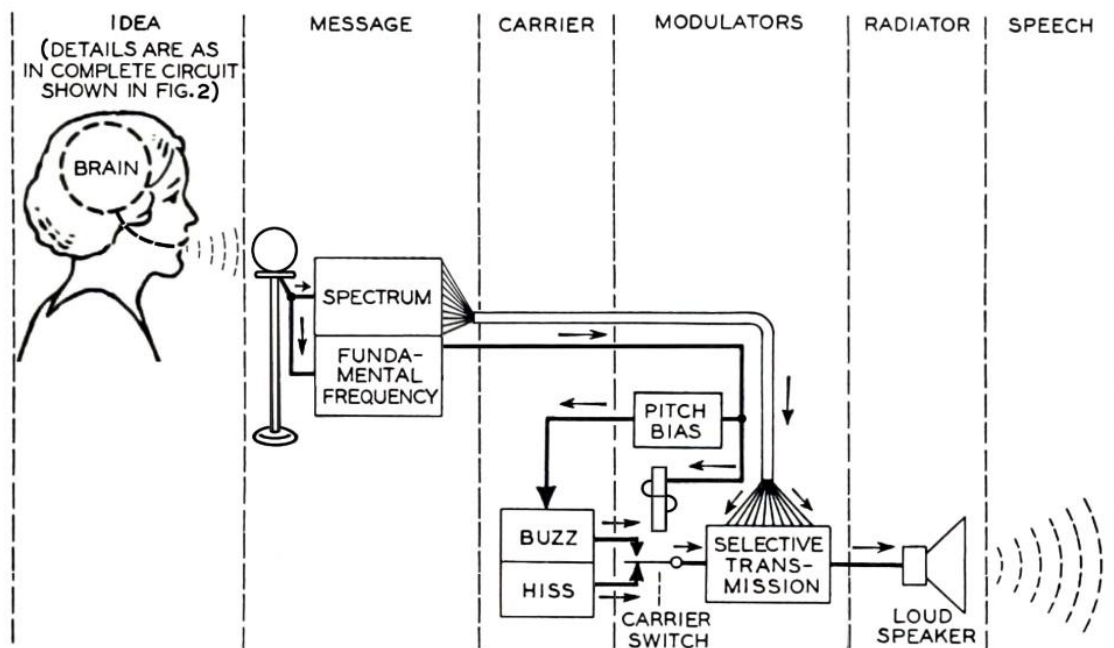 IDEA
(DETAILS ARE AS
IN COMPLETE CIRCUIT
SHOWN IN FIG.2)
MESSAGE
CARRIER
MODULATORS
RADIATOR
SPEECH
BRAIN
SPECTRUM
FUNDA-
MENTAL
FREQUENCY
PITCH
BIAS
BUZZ
HISS
CARRIER
SWITCH
SELECTIVE
TRANS-
MISSION
LOUD
SPEAKER